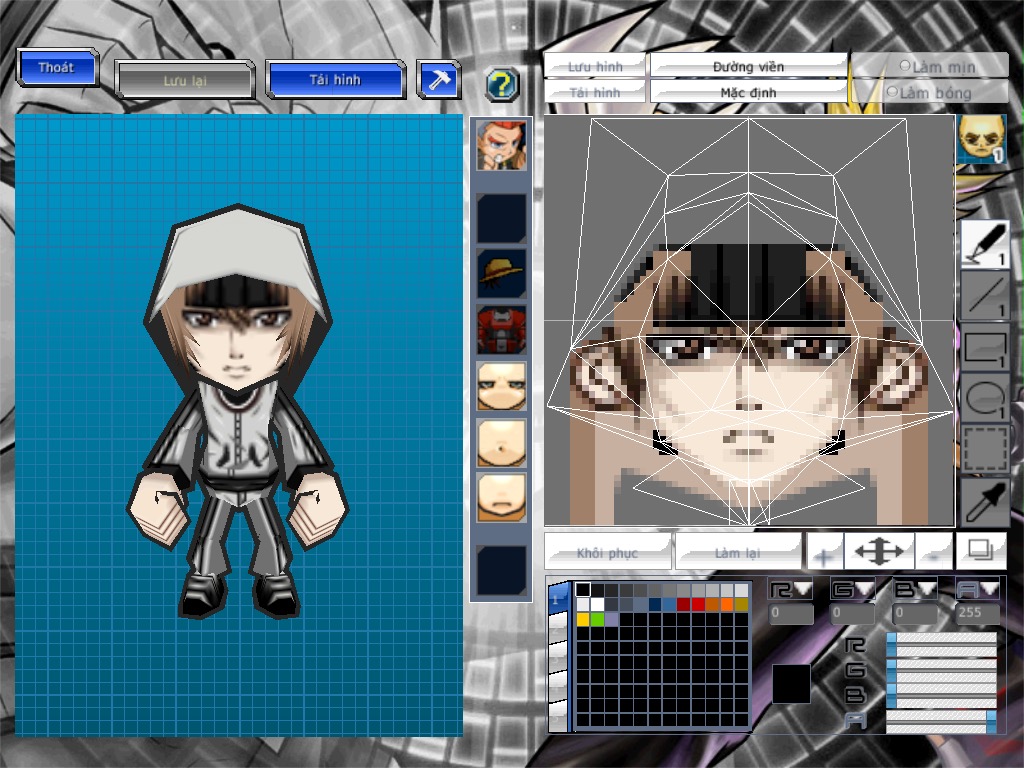 Thoát
Lưu lại
Tải hình
?
Lưu hình
Đường viền
Làm mịn
Tải hình
Mặc định
Làm bóng
1
1
1
1
1
Khôi phục
Làm lại
+
-
1
R G B A
0 0 0 255
R
G
B
A